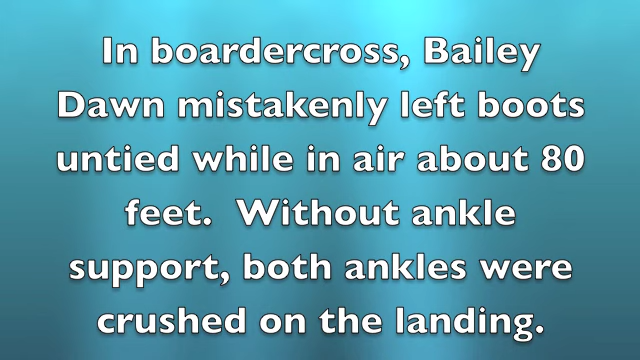 In boardercross, Bailey
Dawn mistakenly left boots
untied while in air about 80
feet.  Without ankle
support, both ankles were
crushed on the landing.